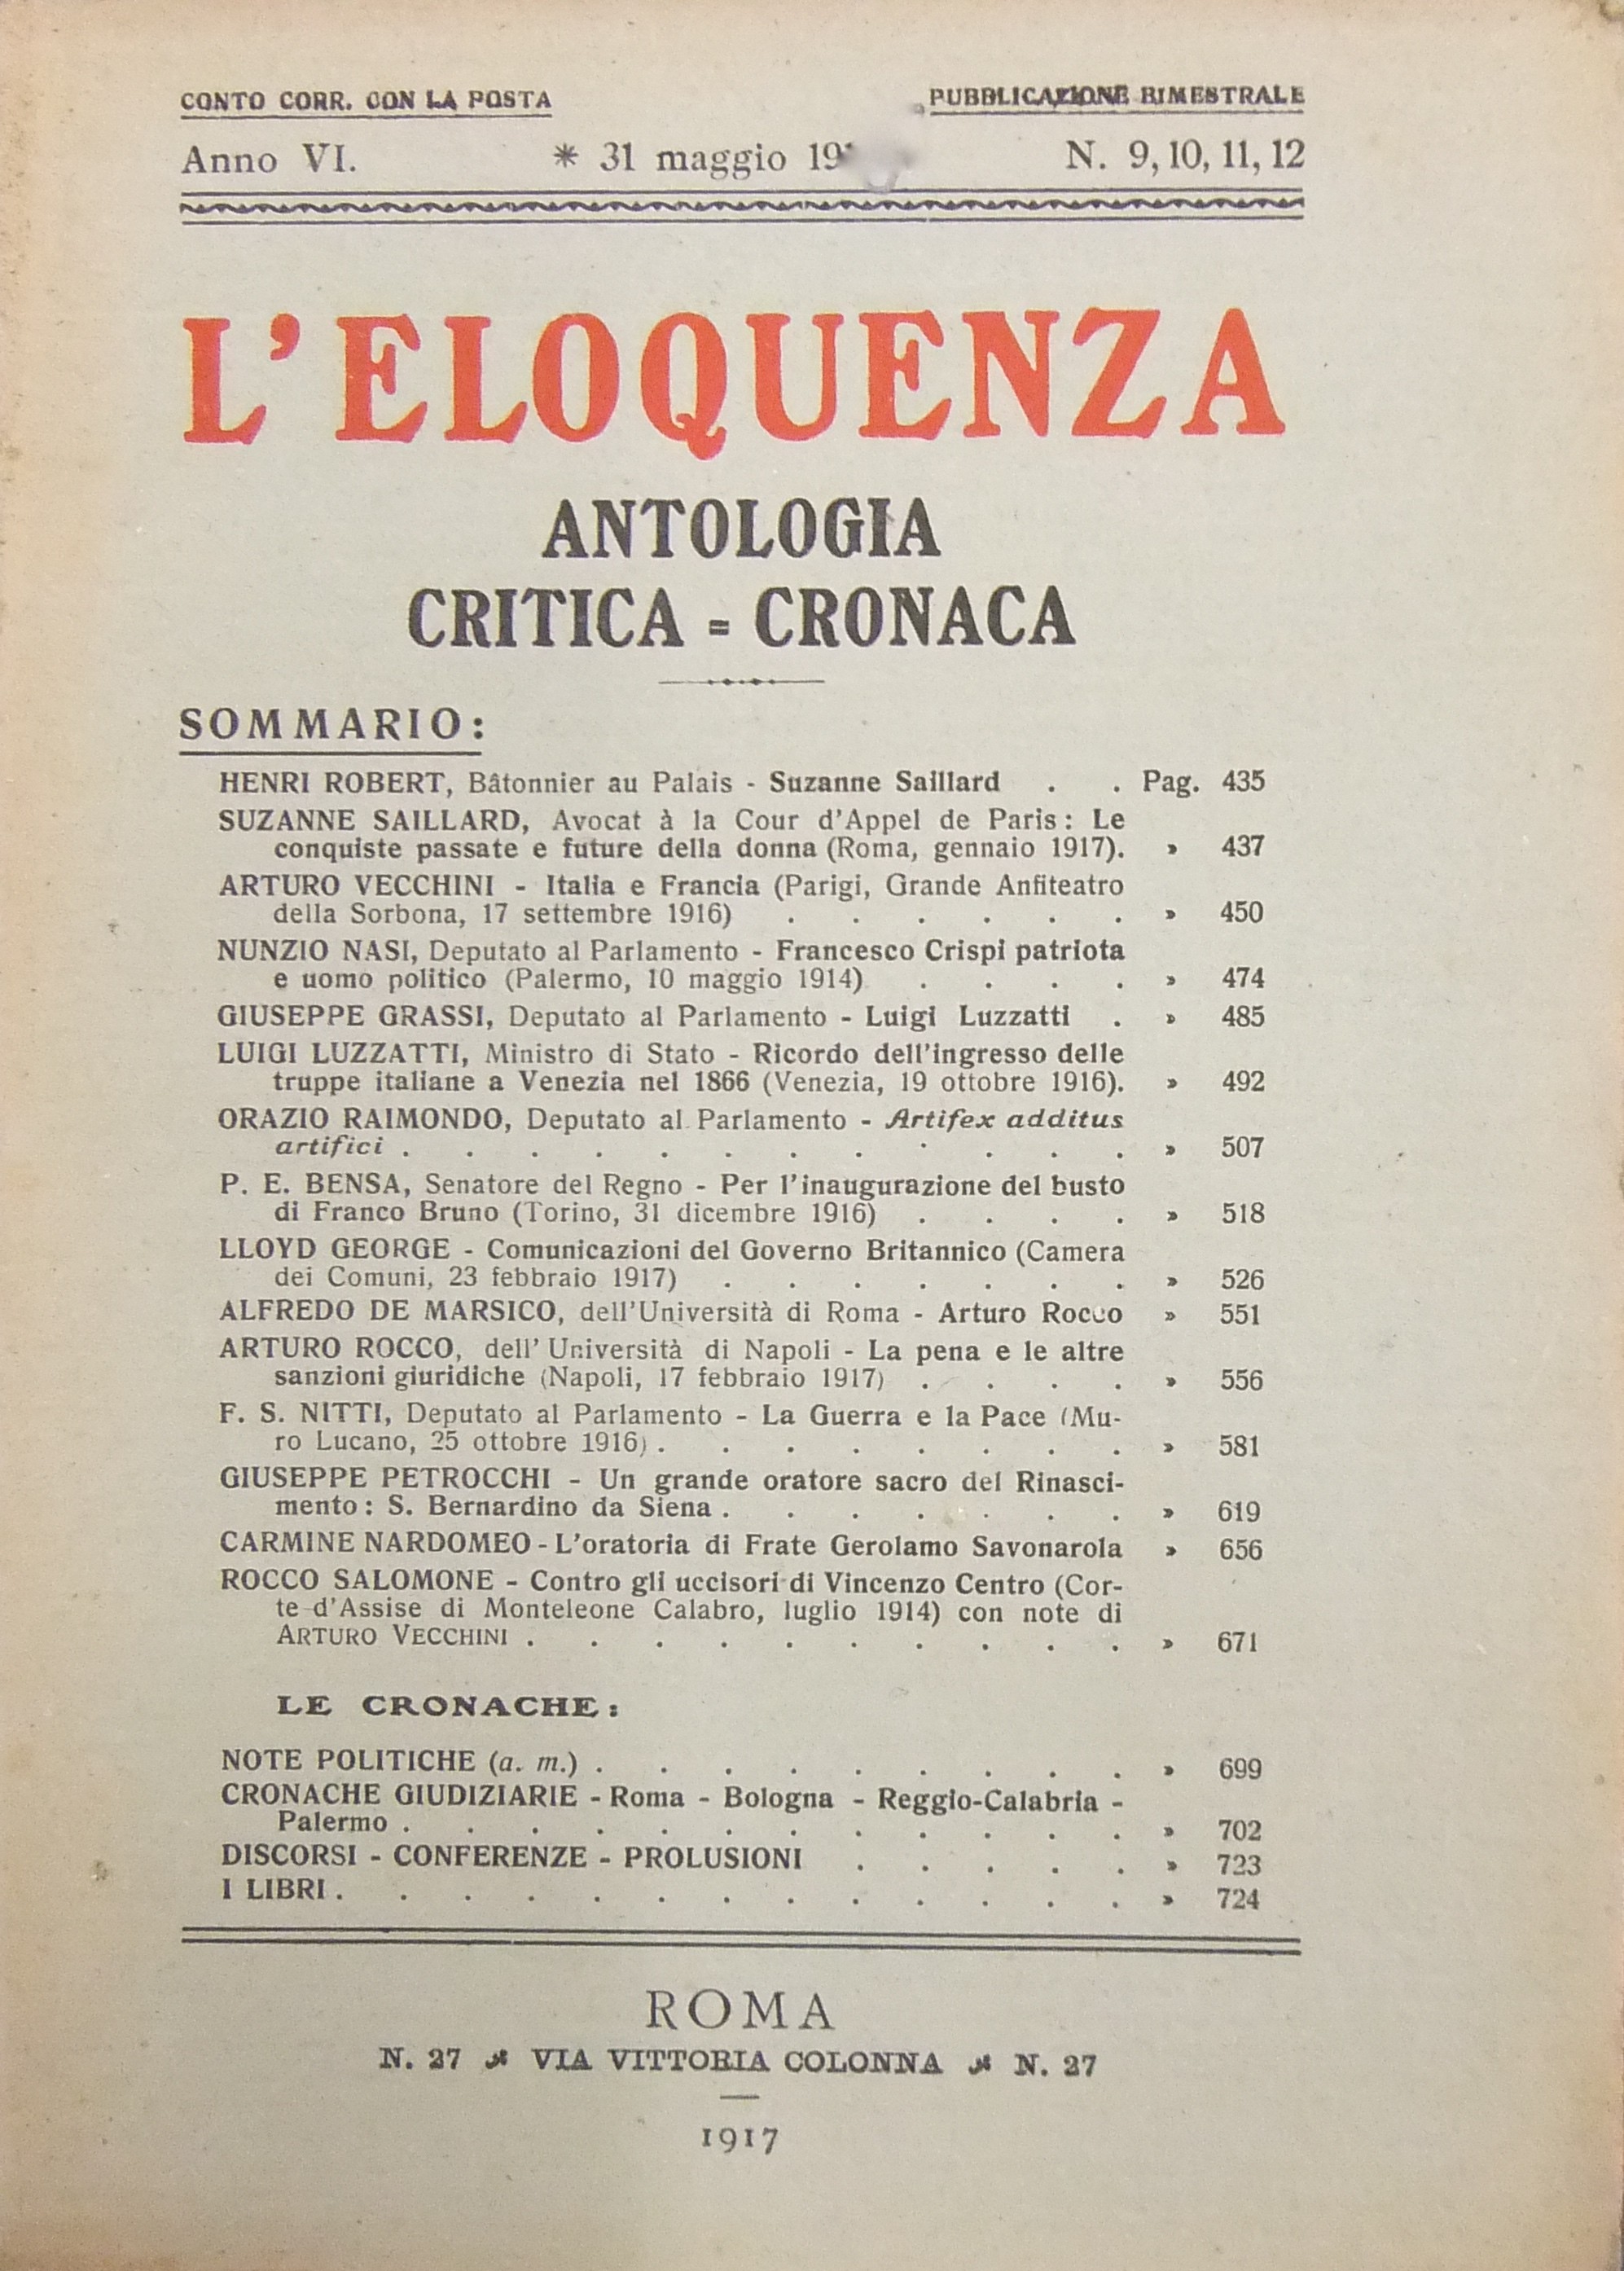 CONTO CORR. CON LA POSTA
PUBBLICAZIONE BIMESTRALE
Anno VI. * 31 maggio N. 9, 10, 11, 12
L'ELOQUENZA
ANTOLOGIA
CRITICA = CRONACA
SOMMARIO:
HENRI ROBERT, Bâtonnier au Palais - Suzanne Saillard . . Pag. 435
SUZANNE SAILLARD, Avocat à la Cour d'Appel de Paris: Le
conquiste passate e future della donna (Roma, gennaio 1917). » 437
ARTURO VECCHINI - Italia e Francia (Parigi, Grande Anfiteatro
della Sorbona, 17 settembre 1916) . . . . . . » 450
NUNZIO NASI, Deputato al Parlamento - Francesco Crispi patriota
e uomo politico (Palermo, 10 maggio 1914) . . . . » 474
GIUSEPPE GRASSI, Deputato al Parlamento - Luigi Luzzatti . » 485
LUIGI LUZZATTI, Ministro di Stato - Ricordo dell'ingresso delle
truppe italiane a Venezia nel 1866 (Venezia, 19 ottobre 1916). » 492
ORAZIO RAIMONDO, Deputato al Parlamento - Artifex additus
artifici . . . . . . . . . . . . » 507
P. E. BENSA, Senatore del Regno - Per l'inaugurazione del busto
di Franco Bruno (Torino, 31 dicembre 1916) . . . . » 518
LLOYD GEORGE - Comunicazioni del Governo Britannico (Camera
dei Comuni, 23 febbraio 1917) . . . . . . . » 526
ALFREDO DE MARSICO, dell'Università di Roma - Arturo Rocco » 551
ARTURO ROCCO, dell' Università di Napoli - La pena e le altre
sanzioni giuridiche (Napoli, 17 febbraio 1917) . . . . » 556
F. S. NITTI, Deputato al Parlamento - La Guerra e la Pace (Mu-
ro Lucano, 25 ottobre 1916) . . . . . . . . » 581
GIUSEPPE PETROCCHI - Un grande oratore sacro del Rinasci-
mento: S. Bernardino da Siena . . . . . . . » 619
CARMINE NARDOMEO - L'oratoria di Frate Gerolamo Savonarola » 656
ROCCO SALOMONE - Contro gli uccisori di Vincenzo Centro (Cor-
te d'Assise di Monteleone Calabro, luglio 1914) con note di
ARTURO VECCHINI . . . . . . . . . . » 671
LE CRONACHE:
NOTE POLITICHE (a. m.) . . . . . . . . . » 699
CRONACHE GIUDIZIARIE - Roma - Bologna - Reggio-Calabria -
Palermo . . . . . . . . . . . . » 702
DISCORSI - CONFERENZE - PROLUSIONI . . . . . » 723
I LIBRI . . . . . . . . . . . . . » 724
ROMA
N. 27 VIA VITTORIA COLONNA N. 27
1917